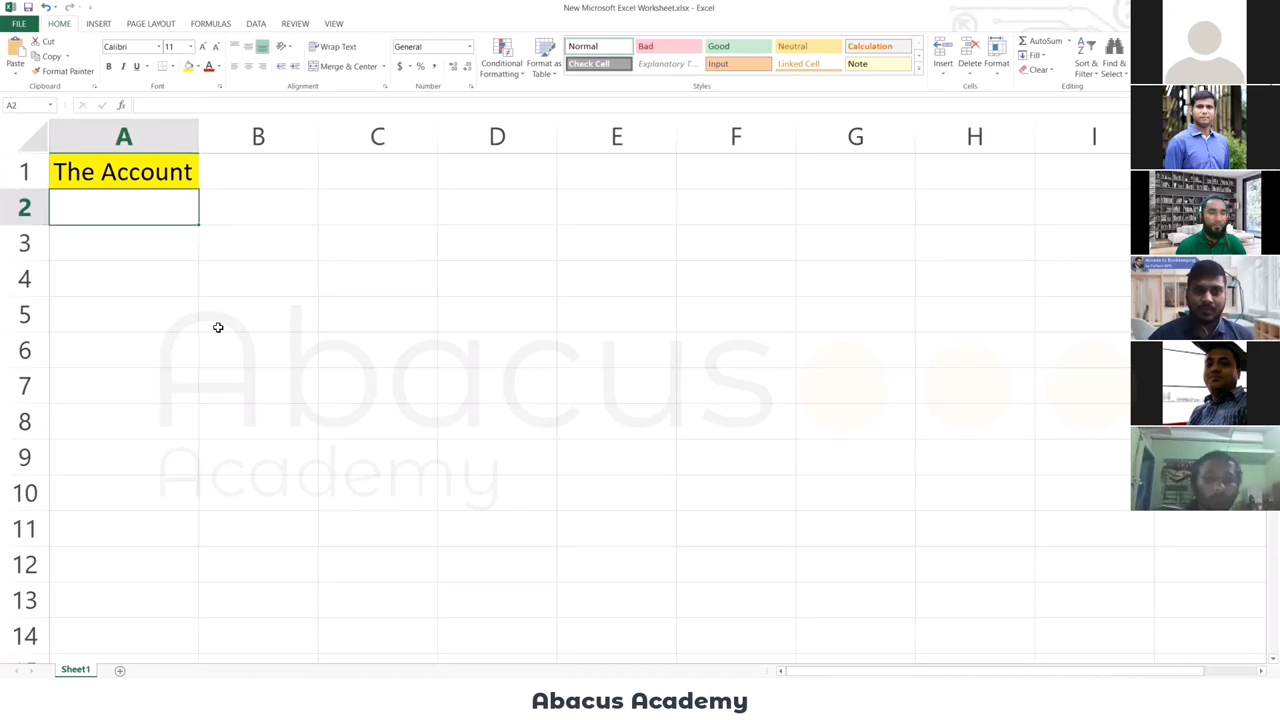 New Microsoft Excel Worksheet.xlsx - Excel
FILE HOME INSERT PAGE LAYOUT FORMULAS DATA REVIEW VIEW
Cut
Copy
Format Painter
Paste
Clipboard
Calibri 11
B I U
Font
Wrap Text
Merge & Center
Alignment
General
$ % ,
Number
Conditional Formatting
Format as Table
Normal Bad Good Neutral Calculation
Check Cell Explanatory T... Input Linked Cell Note
Styles
Insert Delete Format
Cells
AutoSum
Fill
Clear
Sort & Filter
Find & Select
Editing
A2
fx
A B C D E F G H I
1 The Account
2
3
4
5
6
7
8
9
10
11
12
13
14
Abacus
Academy
Access to Bookkeeping
Sheet1
Abacus Academy